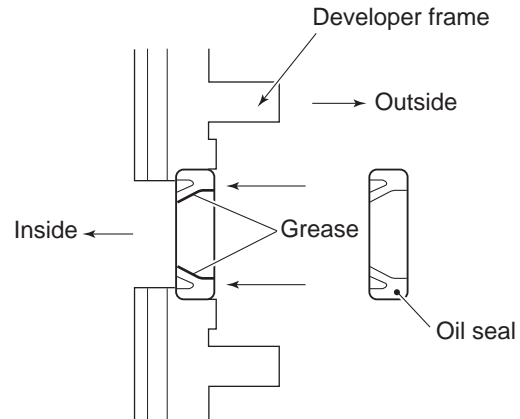 Developer frame
Outside
Inside
Grease
Oil seal